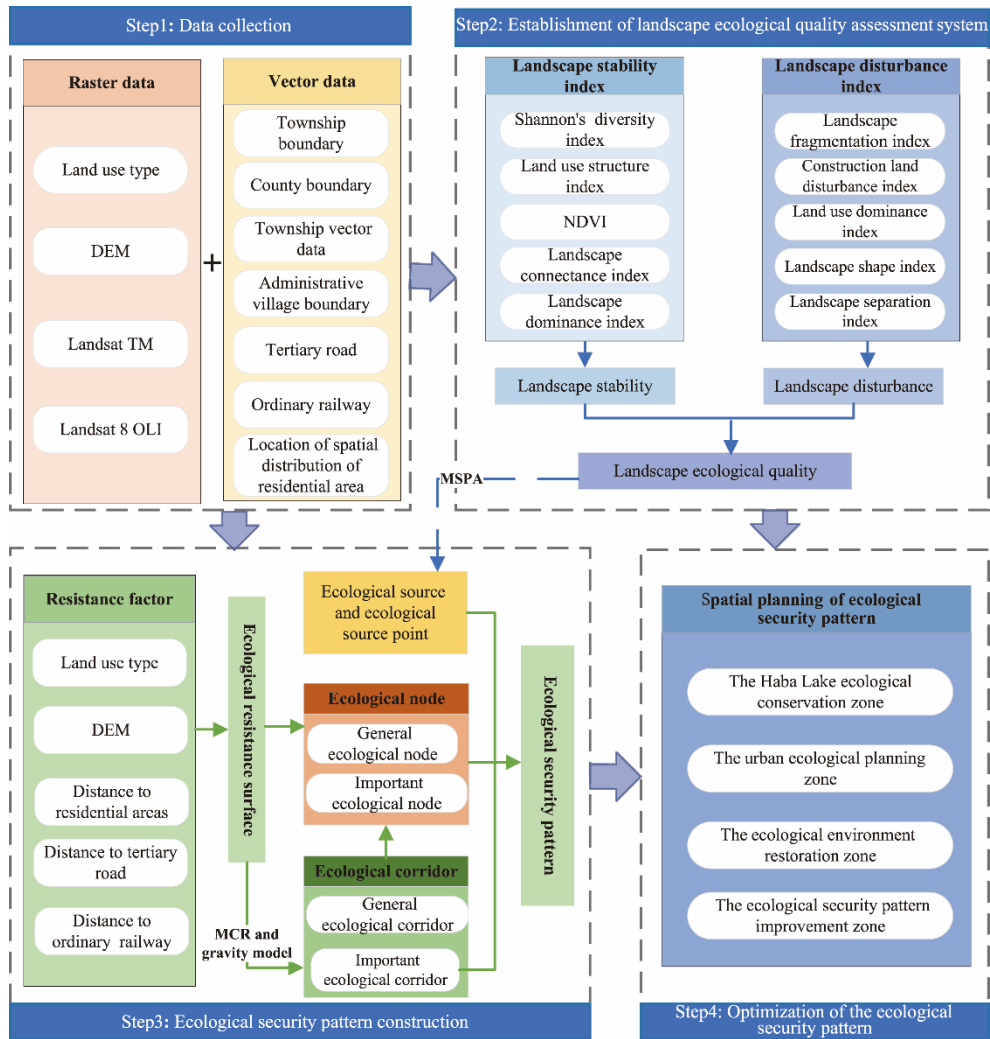 Step1: Data collection
Raster data
Land use type
DEM
Landsat TM
Landsat 8 OLI
+
Vector data
Township
boundary
County boundary
Township
vector data
Administrative
village boundary
Tertiary road
Ordinary railway
Location of spatial
distribution of
residential area
Step2: Establishment of landscape ecological quality assessment system
Landscape stability
index
Shannon's diversity
index
Land use structure
index
NDVI
Landscape
connectance index
Landscape
dominance index
Landscape stability
Landscape disturbance
index
Landscape
fragmentation index
Construction land
disturbance index
Land use dominance
index
Landscape shape index
Landscape separation
index
Landscape disturbance
Landscape ecological quality
MSPA
Resistance factor
Land use type
DEM
Distance to
residential areas
Distance to tertiary
road
Distance to
ordinary railway
Ecological resistance surface
MCR and
gravity model
Ecological source
and ecological
source point
Ecological node
General
ecological node
Important
ecological node
Ecological corridor
General
ecological corridor
Important
ecological corridor
Ecological security pattern
Step3: Ecological security pattern construction
Spatial planning of ecological
security pattern
The Haba Lake ecological
conservation zone
The urban ecological planning
zone
The ecological environment
restoration zone
The ecological security pattern
improvement zone
Step4: Optimization of the ecological
security pattern